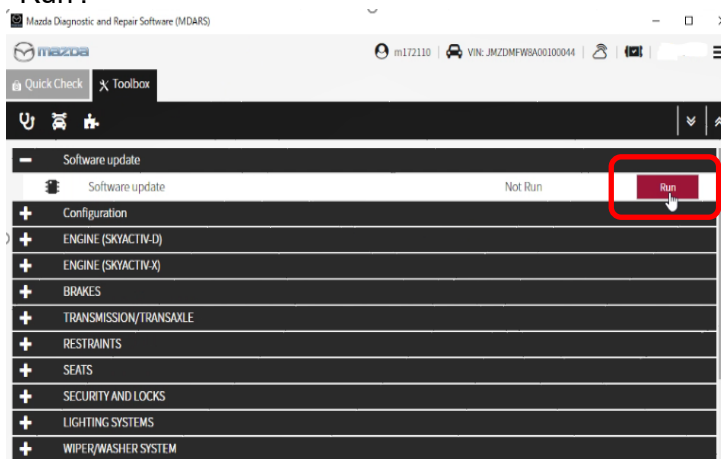 Run .
Mazda Diagnostic and Repair Software (MDARS)
mazda m172110 | VIN: JMZDMFW8A00100044 |
Quick Check Toolbox
Software update
Software update Not Run Run
Configuration
ENGINE (SKYACTIV-D)
ENGINE (SKYACTIV-X)
BRAKES
TRANSMISSION/TRANSAXLE
RESTRAINTS
SEATS
SECURITY AND LOCKS
LIGHTING SYSTEMS
WIPER/WASHER SYSTEM